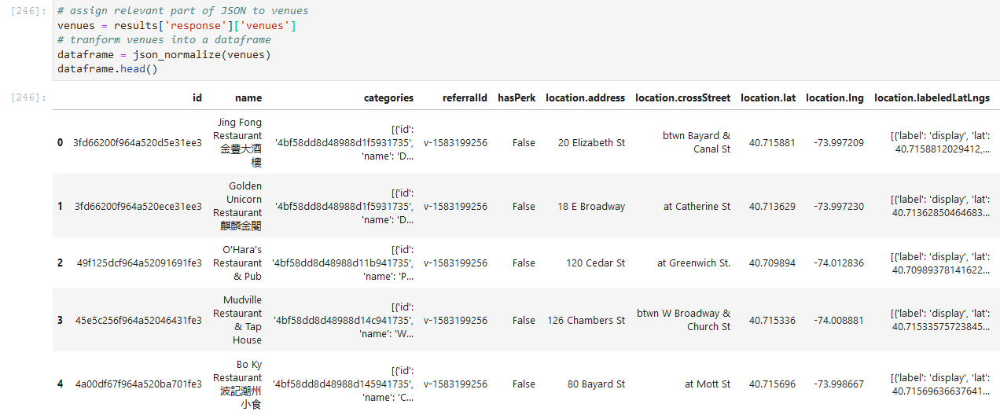 [246]: # assign relevant part of JSON to venues
venues = results['response']['venues']
# tranform venues into a dataframe
dataframe = json_normalize(venues)
dataframe.head()
[246]: id name categories referralId hasPerk location.address location.crossStreet location.lat location.lng location.labeledLatLngs
0 3fd66200f964a520d5e31ee3 Jing Fong Restaurant 金豐大酒樓 [{'id': '4bf58dd8d48988d1f5931735', 'name': 'D... v-1583199256 False 20 Elizabeth St btwn Bayard & Canal St 40.715881 -73.997209 [{'label': 'display', 'lat': 40.7158812029412,...
1 3fd66200f964a520ece31ee3 Golden Unicorn Restaurant 麒麟金閣 [{'id': '4bf58dd8d48988d1f5931735', 'name': 'D... v-1583199256 False 18 E Broadway at Catherine St 40.713629 -73.997230 [{'label': 'display', 'lat': 40.71362850464683...
2 49f125dcf964a52091691fe3 O'Hara's Restaurant & Pub [{'id': '4bf58dd8d48988d11b941735', 'name': 'P... v-1583199256 False 120 Cedar St at Greenwich St. 40.709894 -74.012836 [{'label': 'display', 'lat': 40.70989378141622...
3 45e5c256f964a52046431fe3 Mudville Restaurant & Tap House [{'id': '4bf58dd8d48988d14c941735', 'name': 'W... v-1583199256 False 126 Chambers St btwn W Broadway & Church St 40.715336 -74.008881 [{'label': 'display', 'lat': 40.71533575723845...
4 4a00df67f964a520ba701fe3 Bo Ky Restaurant 波記潮州小食 [{'id': '4bf58dd8d48988d145941735', 'name': 'C... v-1583199256 False 80 Bayard St at Mott St 40.715696 -73.998667 [{'label': 'display', 'lat': 40.71569636637641...